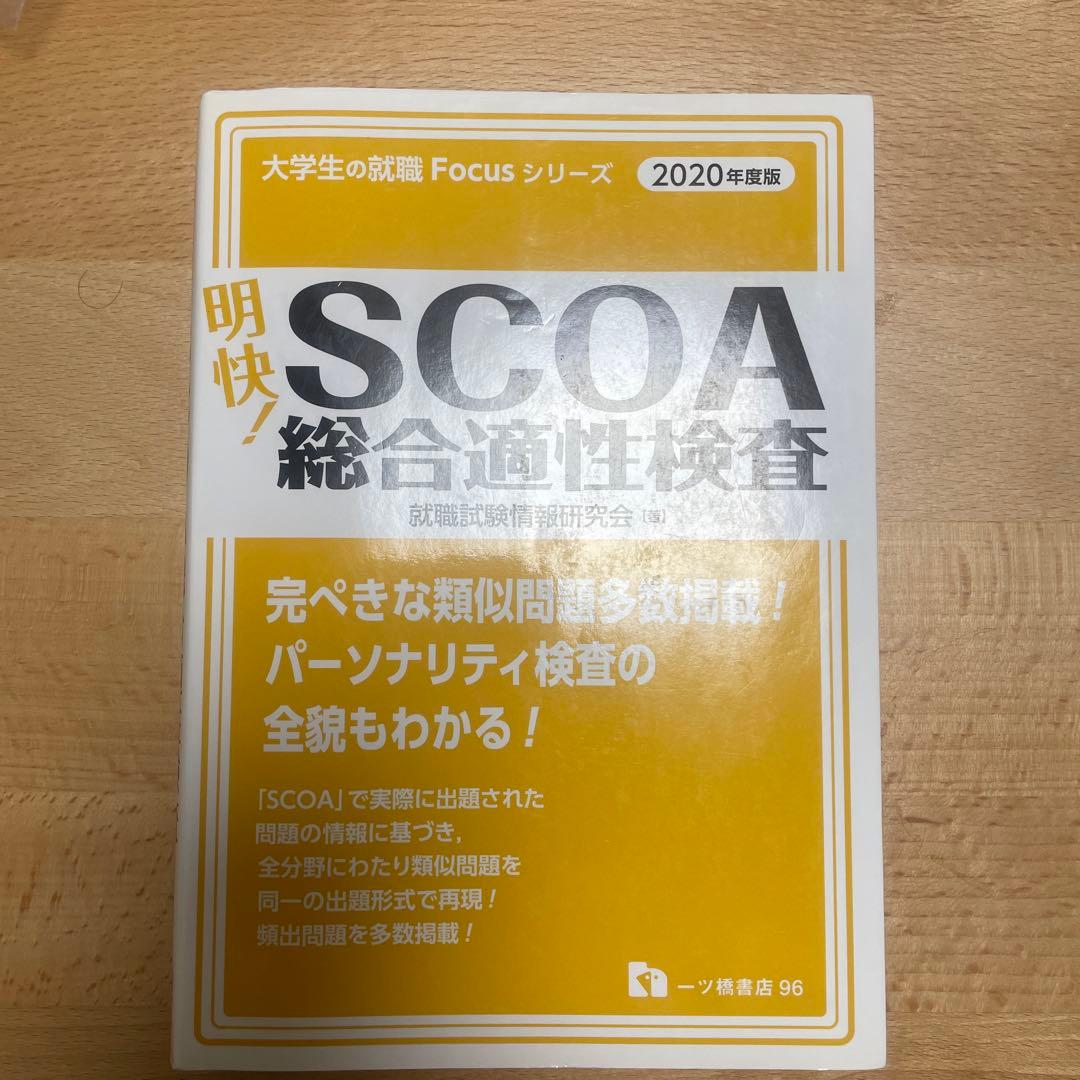 大学生の就職 Focus シリーズ 2020年度版
明快!
SCOA
総合適性検査
就職試験情報研究会 [著]
完ぺきな類似問題多数掲載!
パーソナリティ検査の
全貌もわかる!
「SCOA」で実際に出題された
問題の情報に基づき,
全分野にわたり類似問題を
同一の出題形式で再現!
頻出問題を多数掲載!
一ツ橋書店 96